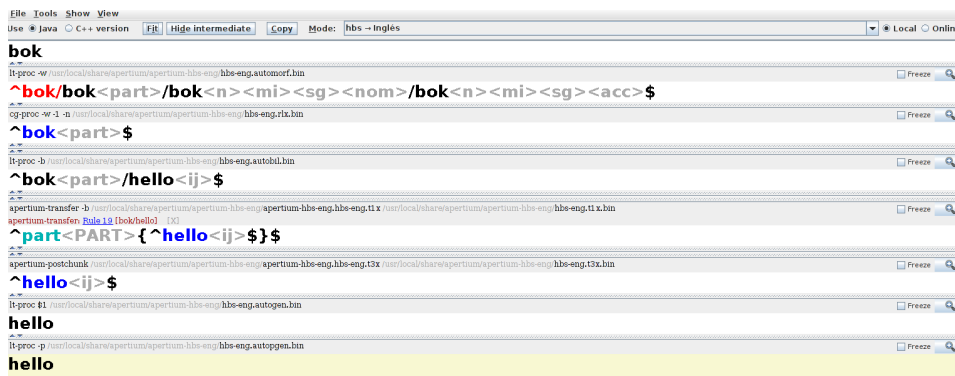 File Tools Show View
Use Java C++ version Fit Hide intermediate Copy Mode: hbs → Inglés Local Onlin
bok
lt-proc -w /usr/local/share/apertium/apertium-hbs-eng/hbs-eng.automorf.bin Freeze
^bok/bok<part>/bok<n><mi><sg><nom>/bok<n><mi><sg><acc>$
cg-proc -w -1 -n /usr/local/share/apertium/apertium-hbs-eng/hbs-eng.rlx.bin Freeze
^bok<part>$
lt-proc -b /usr/local/share/apertium/apertium-hbs-eng/hbs-eng.autobil.bin Freeze
^bok<part>/hello<ij>$
apertium-transfer -b /usr/local/share/apertium/apertium-hbs-eng/apertium-hbs-eng.hbs-eng.t1x /usr/local/share/apertium/apertium-hbs-eng/hbs-eng.t1x.bin Freeze
apertium-transfer: Rule 19 [bok/hello] [X]
^part<PART>{^hello<ij>$}$
apertium-postchunk /usr/local/share/apertium/apertium-hbs-eng/apertium-hbs-eng.hbs-eng.t3x /usr/local/share/apertium/apertium-hbs-eng/hbs-eng.t3x.bin Freeze
^hello<ij>$
lt-proc $1 /usr/local/share/apertium/apertium-hbs-eng/hbs-eng.autogen.bin Freeze
hello
lt-proc -p /usr/local/share/apertium/apertium-hbs-eng/hbs-eng.autopgen.bin Freeze
hello